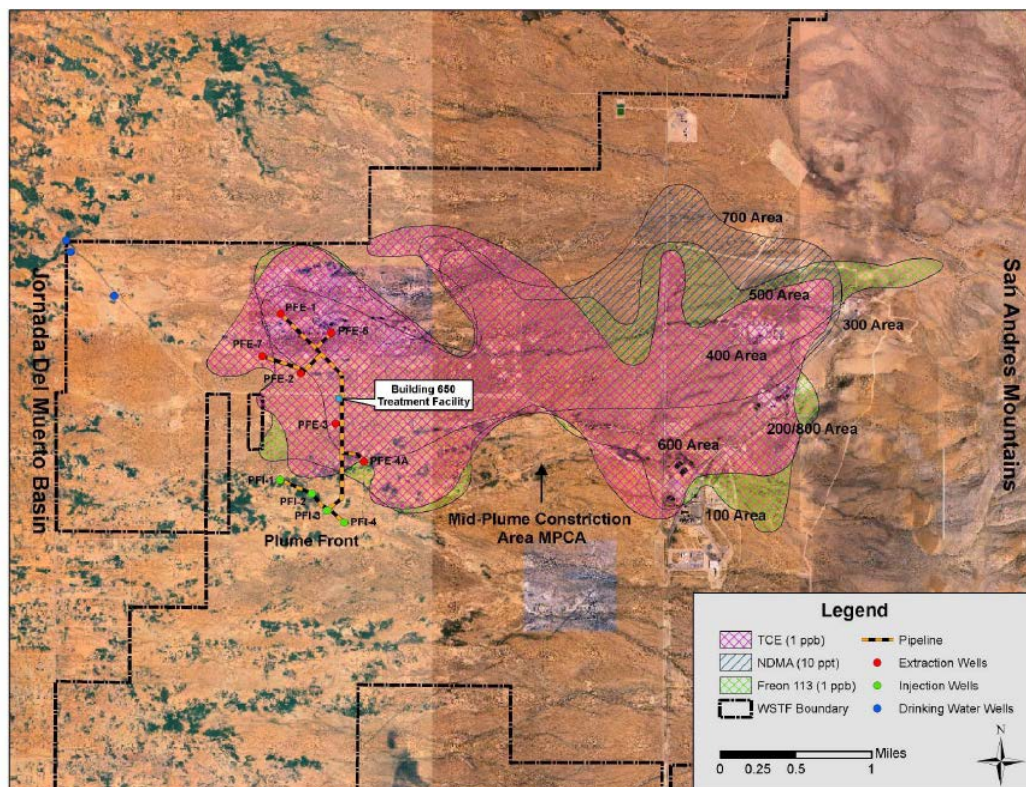 700 Area
500 Area
300 Area
400 Area
200/800 Area
600 Area
100 Area
PFE-1
PFE-6
PFE-7
PFE-2
Building 650
Treatment Facility
PFE-3
PFE-4A
PFI-1
PFI-2
PFI-3
PFI-4
Plume Front
Mid-Plume Constriction
Area MPCA
Jornada Del Muerto Basin
San Andres Mountains
Legend
TCE (1 ppb)
NDMA (10 ppt)
Freon 113 (1 ppb)
WSTF Boundary
Pipeline
Extraction Wells
Injection Wells
Drinking Water Wells
Miles
0 0.25 0.5 1
N